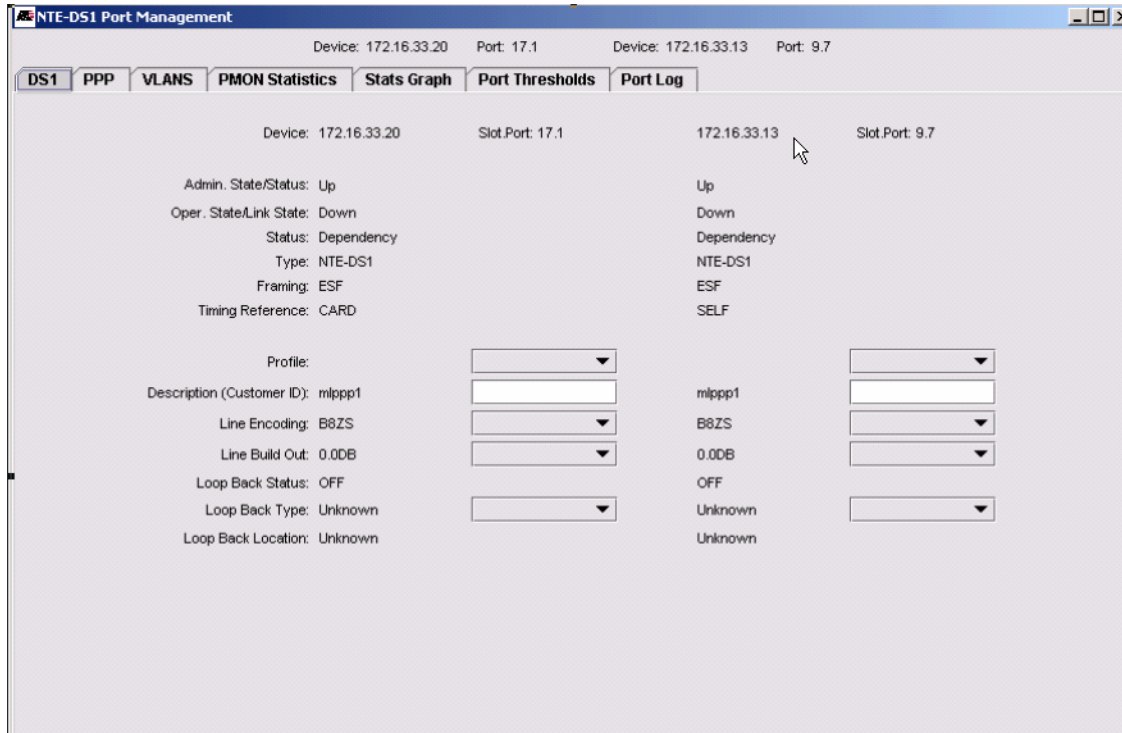 NTE-DS1 Port Management
Device: 172.16.33.20 Port: 17.1 Device: 172.16.33.13 Port: 9.7
DS1 PPP VLANS PMON Statistics Stats Graph Port Thresholds Port Log
Device: 172.16.33.20 Slot.Port: 17.1 172.16.33.13 Slot.Port: 9.7
Admin. State/Status: Up Up
Oper. State/Link State: Down Down
Status: Dependency Dependency
Type: NTE-DS1 NTE-DS1
Framing: ESF ESF
Timing Reference: CARD SELF
Profile:
Description (Customer ID): mlppp1 mlppp1
Line Encoding: B8ZS B8ZS
Line Build Out: 0.0DB 0.0DB
Loop Back Status: OFF OFF
Loop Back Type: Unknown Unknown
Loop Back Location: Unknown Unknown